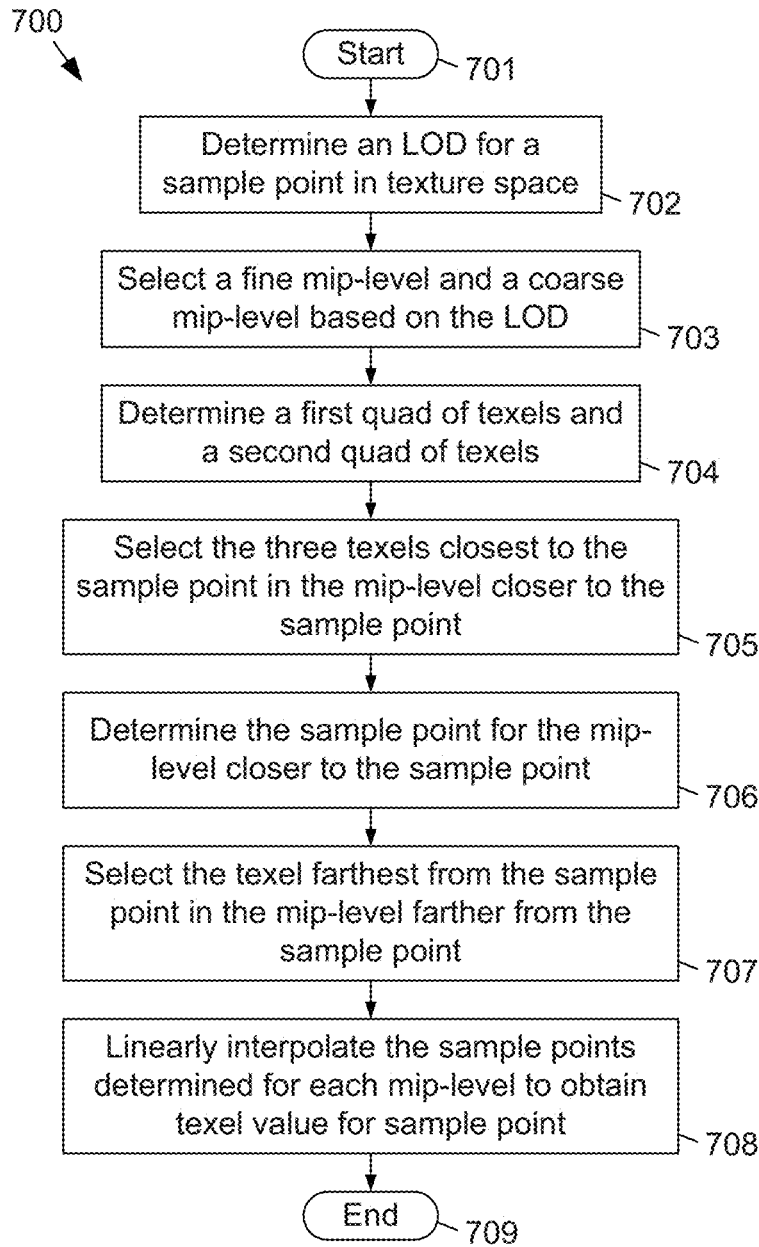 700
Start
701
Determine an LOD for a
sample point in texture space
702
Select a fine mip-level and a coarse
mip-level based on the LOD
703
Determine a first quad of texels and
a second quad of texels
704
Select the three texels closest to the
sample point in the mip-level closer to the
sample point
705
Determine the sample point for the mip-
level closer to the sample point
706
Select the texel farthest from the sample
point in the mip-level farther from the
sample point
707
Linearly interpolate the sample points
determined for each mip-level to obtain
texel value for sample point
708
End
709